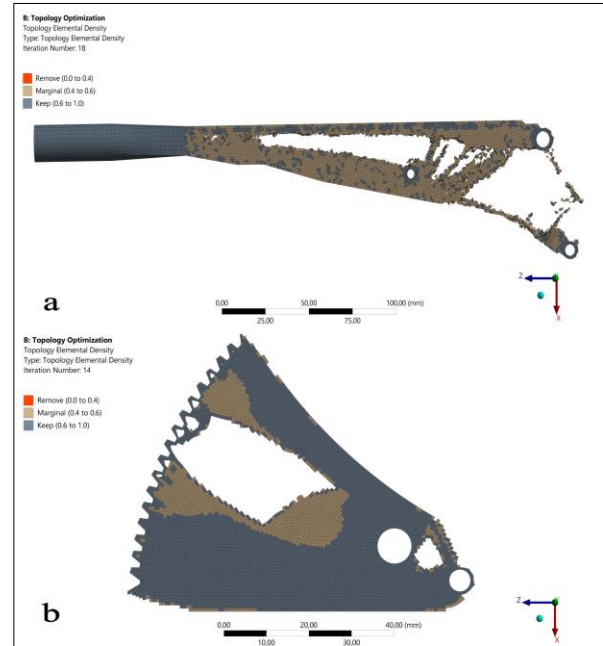 B: Topology Optimization
Topology Elemental Density
Type: Topology Elemental Density
Iteration Number: 18
Remove (0.0 to 0.4)
Marginal (0.4 to 0.6)
Keep (0.6 to 1.0)
Z
X
a
0,00 50,00 100,00 (mm)
25,00 75,00
B: Topology Optimization
Topology Elemental Density
Type: Topology Elemental Density
Iteration Number: 14
Remove (0.0 to 0.4)
Marginal (0.4 to 0.6)
Keep (0.6 to 1.0)
Z
X
b
0,00 20,00 40,00 (mm)
10,00 30,00